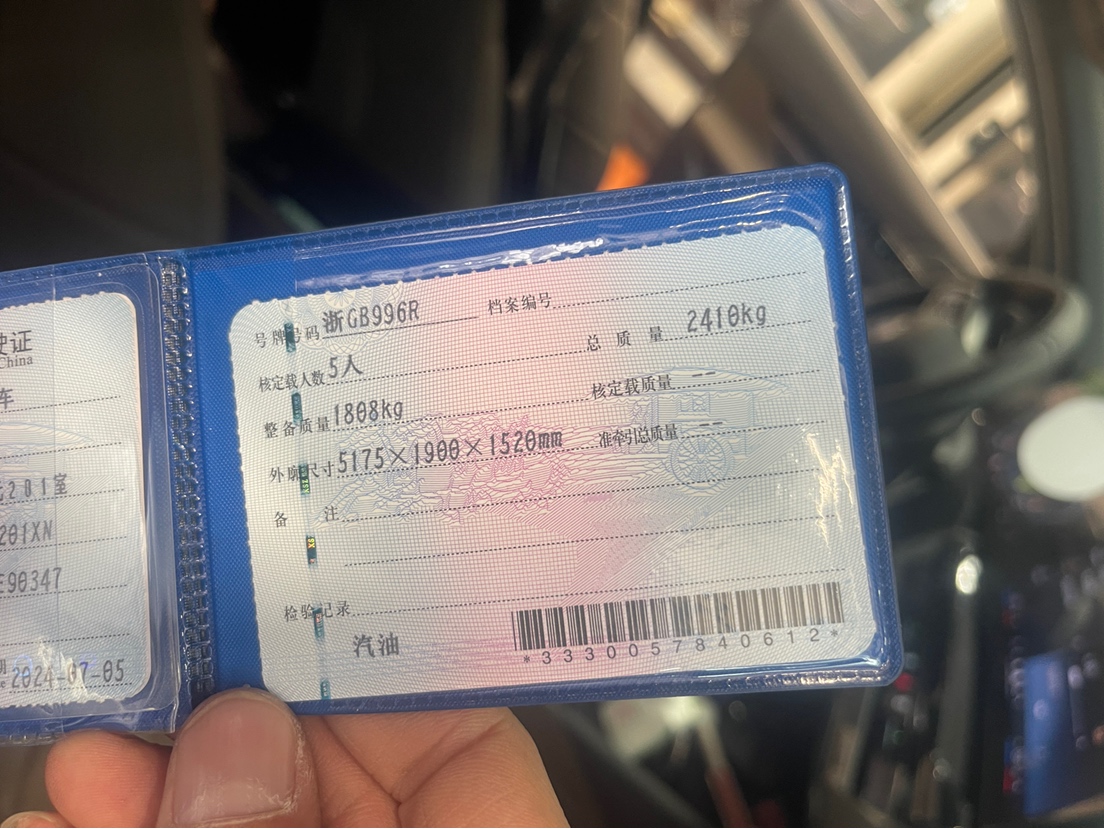 驶证
China
车
201室
201XN
E90347
2024-07-05
号牌号码 浙GB996R 档案编号
核定载人数 5人 总质量 2410kg
整备质量 1808kg 核定载质量 --
外廓尺寸 5175×1900×1520mm 准牵引总质量 --
备注
检验记录
汽油
*3330057840612*